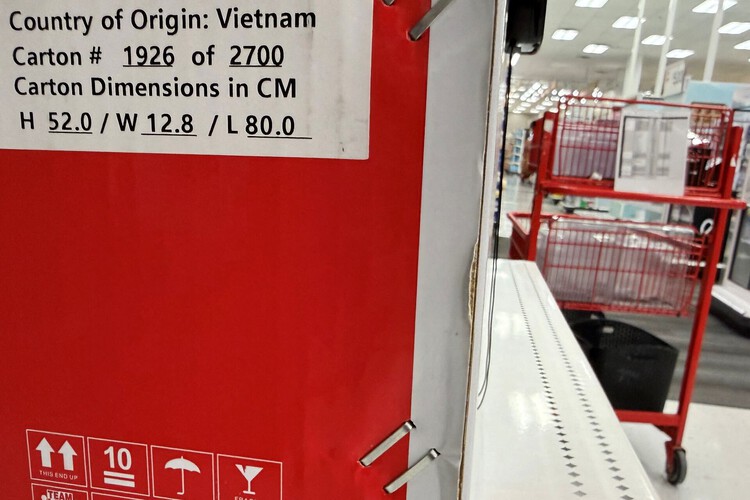 Country of Origin: Vietnam
Carton # 1926 of 2700
Carton Dimensions in CM
H 52.0 / W 12.8 / L 80.0
THIS END UP
10
TEAM